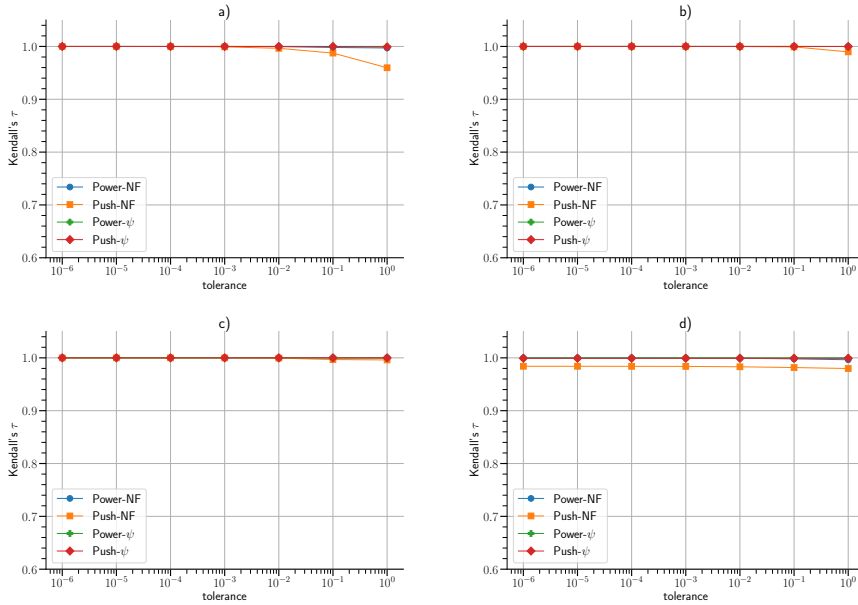 a)
Kendall's τ
1.0
0.9
0.8
0.7
0.6
Power-NF
Push-NF
Power-ψ
Push-ψ
10⁻⁶ 10⁻⁵ 10⁻⁴ 10⁻³ 10⁻² 10⁻¹ 10⁰
tolerance
b)
Kendall's τ
1.0
0.9
0.8
0.7
0.6
Power-NF
Push-NF
Power-ψ
Push-ψ
10⁻⁶ 10⁻⁵ 10⁻⁴ 10⁻³ 10⁻² 10⁻¹ 10⁰
tolerance
c)
Kendall's τ
1.0
0.9
0.8
0.7
0.6
Power-NF
Push-NF
Power-ψ
Push-ψ
10⁻⁶ 10⁻⁵ 10⁻⁴ 10⁻³ 10⁻² 10⁻¹ 10⁰
tolerance
d)
Kendall's τ
1.0
0.9
0.8
0.7
0.6
Power-NF
Push-NF
Power-ψ
Push-ψ
10⁻⁶ 10⁻⁵ 10⁻⁴ 10⁻³ 10⁻² 10⁻¹ 10⁰
tolerance